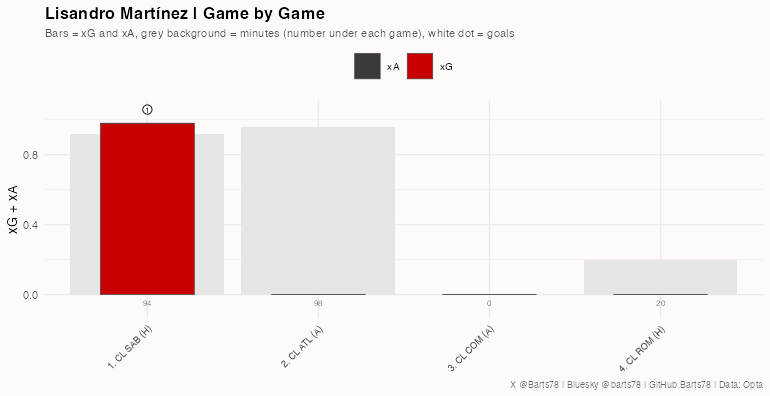 Lisandro Martínez | Game by Game
Bars = xG and xA, grey background = minutes (number under each game), white dot = goals
xA
xG
1
xG + xA
0.8
0.4
0.0
94
98
0
20
1. CL SAB (H)
2. CL ATL (A)
3. CL COM (A)
4. CL ROM (H)
X @Barts78 | Bluesky @barts78 | GitHub Barts78 | Data: Opta